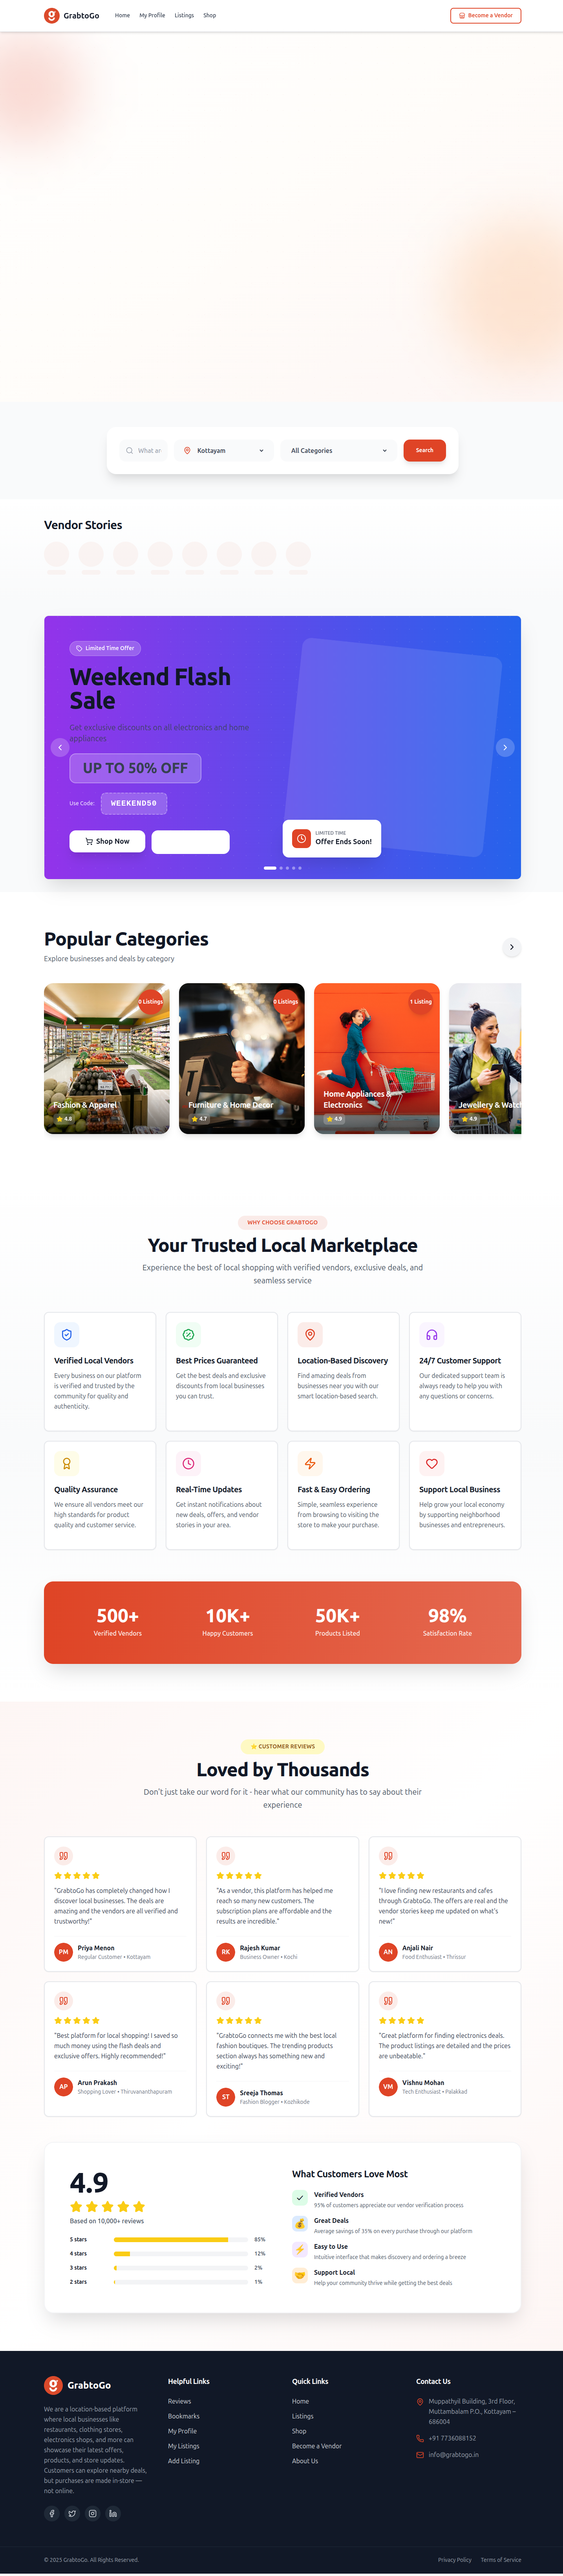 GrabtoGo
Home
My Profile
Listings
Shop
Become a Vendor
What ar
Kottayam
All Categories
Search
Vendor Stories
Limited Time Offer
Weekend Flash
Sale
Get exclusive discounts on all electronics and home
appliances
UP TO 50% OFF
Use Code:
WEEKEND50
Shop Now
LIMITED TIME
Offer Ends Soon!
Popular Categories
Explore businesses and deals by category
0 Listings
Fashion & Apparel
4.8
0 Listings
Furniture & Home Decor
4.7
1 Listing
Home Appliances &
Electronics
4.9
Jewellery & Watch
4.9
WHY CHOOSE GRABTOGO
Your Trusted Local Marketplace
Experience the best of local shopping with verified vendors, exclusive deals, and
seamless service
Verified Local Vendors
Every business on our platform
is verified and trusted by the
community for quality and
authenticity.
Best Prices Guaranteed
Get the best deals and exclusive
discounts from local businesses
you can trust.
Location-Based Discovery
Find amazing deals from
businesses near you with our
smart location-based search.
24/7 Customer Support
Our dedicated support team is
always ready to help you with
any questions or concerns.
Quality Assurance
We ensure all vendors meet our
high standards for product
quality and customer service.
Real-Time Updates
Get instant notifications about
new deals, offers, and vendor
stories in your area.
Fast & Easy Ordering
Simple, seamless experience
from browsing to visiting the
store to make your purchase.
Support Local Business
Help grow your local economy
by supporting neighborhood
businesses and entrepreneurs.
500+
Verified Vendors
10K+
Happy Customers
50K+
Products Listed
98%
Satisfaction Rate
⭐ CUSTOMER REVIEWS
Loved by Thousands
Don't just take our word for it - hear what our community has to say about their
experience
"GrabtoGo has completely changed how I
discover local businesses. The deals are
amazing and the vendors are all verified and
trustworthy!"
PM
Priya Menon
Regular Customer • Kottayam
"As a vendor, this platform has helped me
reach so many new customers. The
subscription plans are affordable and the
results are incredible."
RK
Rajesh Kumar
Business Owner • Kochi
"I love finding new restaurants and cafes
through GrabtoGo. The offers are real and the
vendor stories keep me updated on what's
new!"
AN
Anjali Nair
Food Enthusiast • Thrissur
"Best platform for local shopping! I saved so
much money using the flash deals and
exclusive offers. Highly recommended!"
AP
Arun Prakash
Shopping Lover • Thiruvananthapuram
"GrabtoGo connects me with the best local
fashion boutiques. The trending products
section always has something new and
exciting!"
ST
Sreeja Thomas
Fashion Blogger • Kozhikode
"Great platform for finding electronics deals.
The product listings are detailed and the prices
are unbeatable."
VM
Vishnu Mohan
Tech Enthusiast • Palakkad
4.9
Based on 10,000+ reviews
5 stars
85%
4 stars
12%
3 stars
2%
2 stars
1%
What Customers Love Most
Verified Vendors
95% of customers appreciate our vendor verification process
Great Deals
Average savings of 35% on every purchase through our platform
Easy to Use
Intuitive interface that makes discovery and ordering a breeze
Support Local
Help your community thrive while getting the best deals
GrabtoGo
We are a location-based platform
where local businesses like
restaurants, clothing stores,
electronics shops, and more can
showcase their latest offers,
products, and store updates.
Customers can explore nearby deals,
but purchases are made in-store —
not online.
Helpful Links
Reviews
Bookmarks
My Profile
My Listings
Add Listing
Quick Links
Home
Listings
Shop
Become a Vendor
About Us
Contact Us
Muppathyil Building, 3rd Floor,
Muttambalam P.O., Kottayam –
686004
+91 7736088152
info@grabtogo.in
© 2025 GrabtoGo. All Rights Reserved.
Privacy Policy
Terms of Service